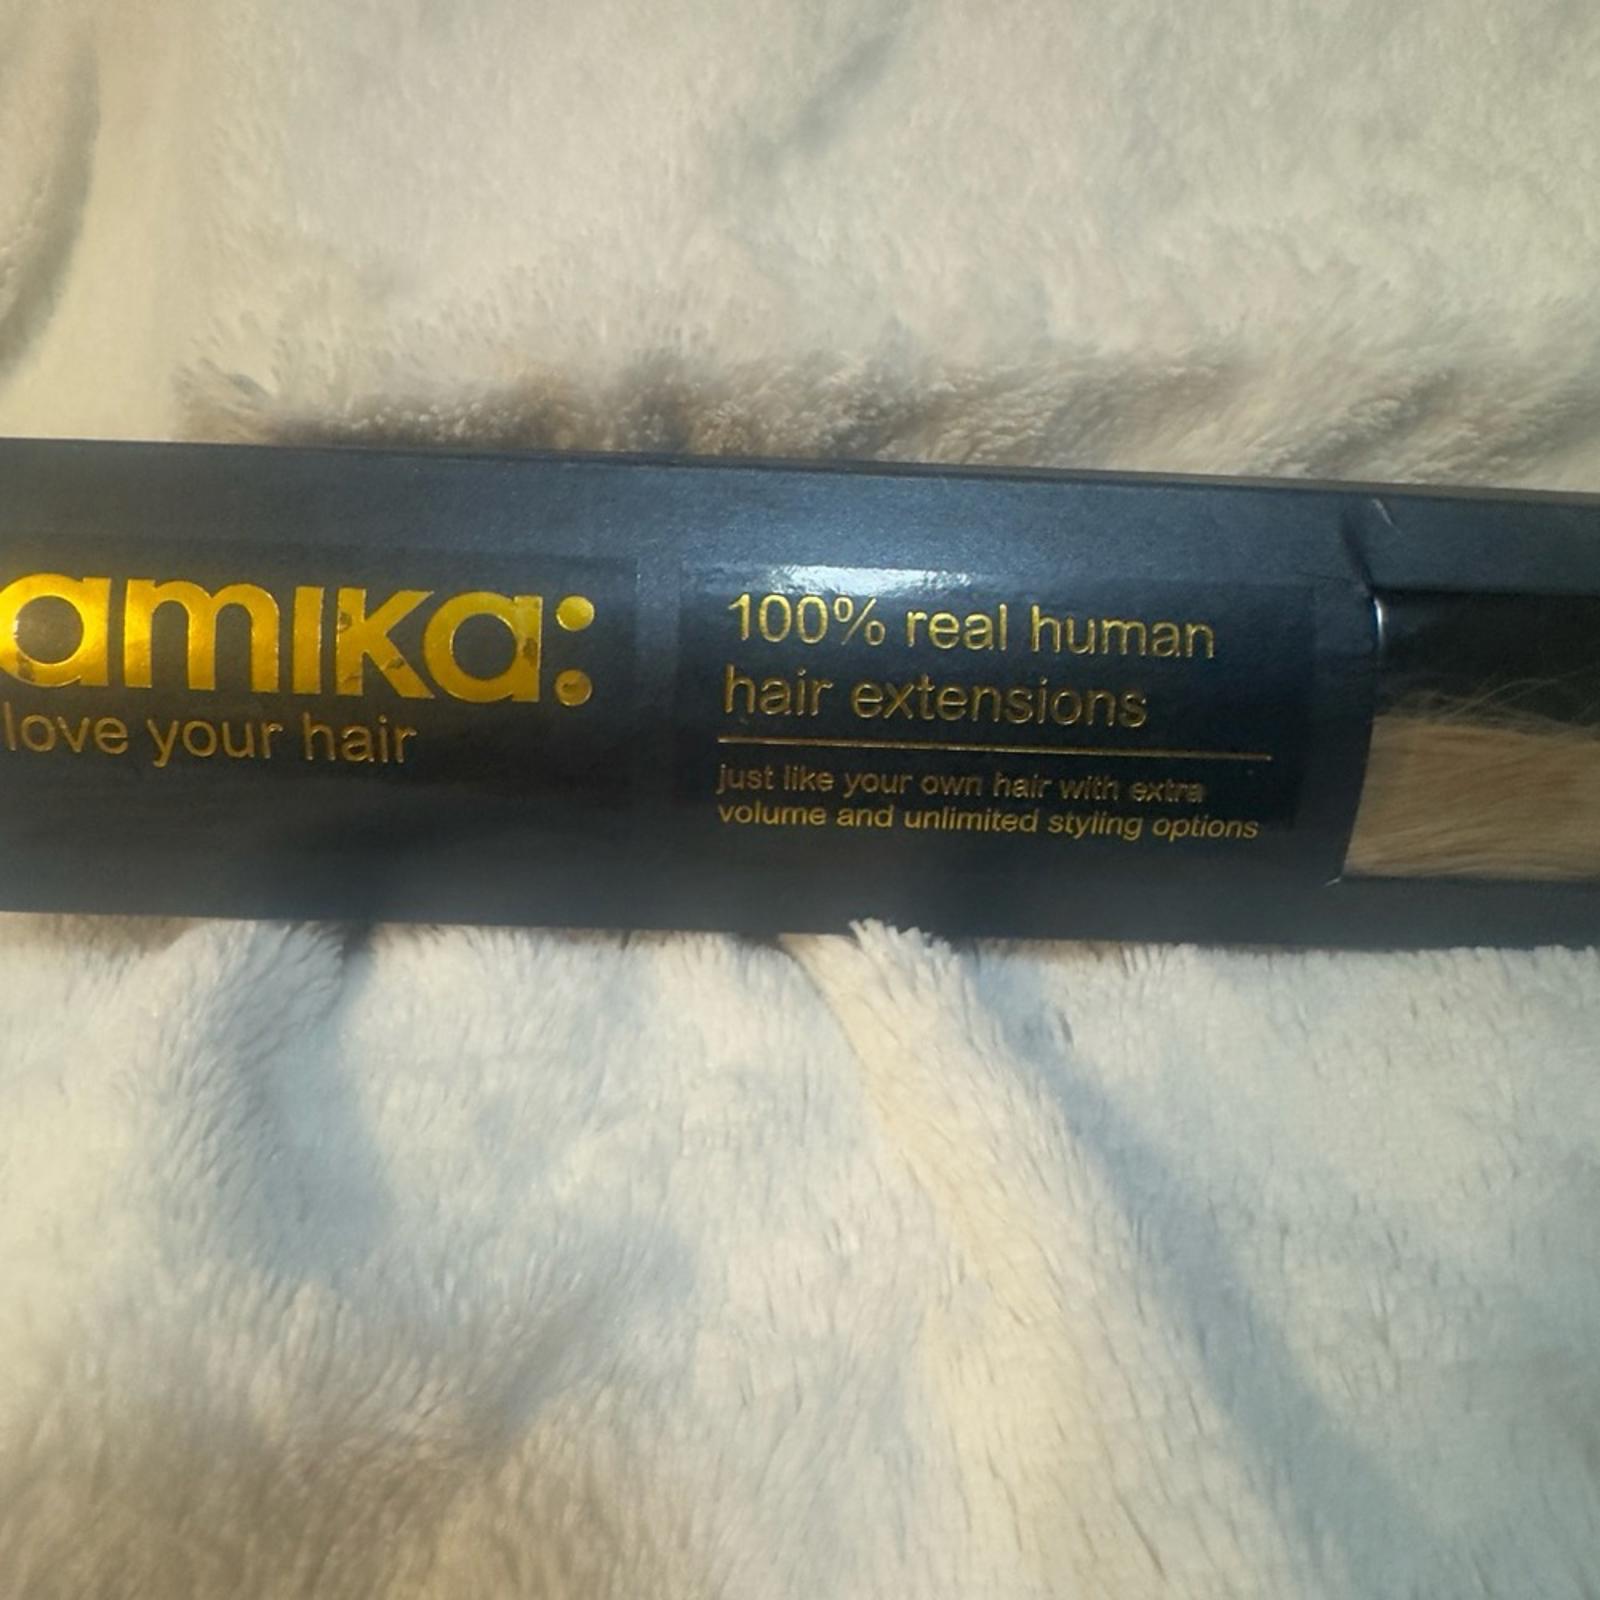 amika:
love your hair
100% real human
hair extensions
just like your own hair with extra
volume and unlimited styling options